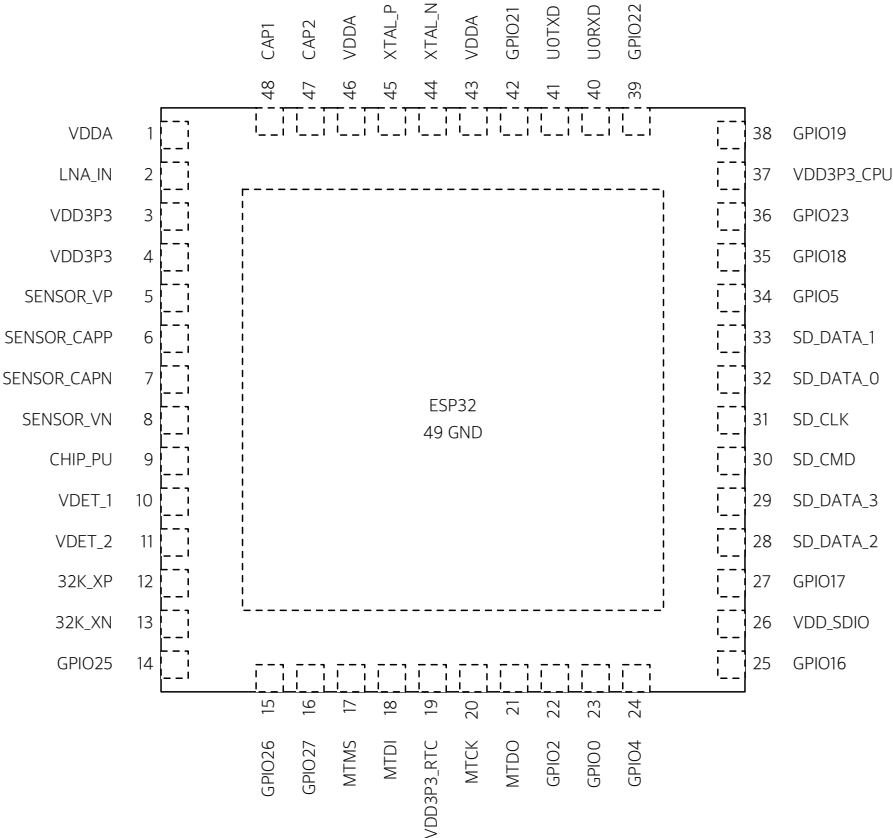 CAP1
CAP2
VDDA
XTAL_P
XTAL_N
VDDA
GPIO21
U0TXD
U0RXD
GPIO22
48
47
46
45
44
43
42
41
40
39
VDDA 1
LNA_IN 2
VDD3P3 3
VDD3P3 4
SENSOR_VP 5
SENSOR_CAPP 6
SENSOR_CAPN 7
SENSOR_VN 8
CHIP_PU 9
VDET_1 10
VDET_2 11
32K_XP 12
32K_XN 13
GPIO25 14
ESP32
49 GND
38 GPIO19
37 VDD3P3_CPU
36 GPIO23
35 GPIO18
34 GPIO5
33 SD_DATA_1
32 SD_DATA_0
31 SD_CLK
30 SD_CMD
29 SD_DATA_3
28 SD_DATA_2
27 GPIO17
26 VDD_SDIO
25 GPIO16
15
16
17
18
19
20
21
22
23
24
GPIO26
GPIO27
MTMS
MTDI
VDD3P3_RTC
MTCK
MTDO
GPIO2
GPIO0
GPIO4